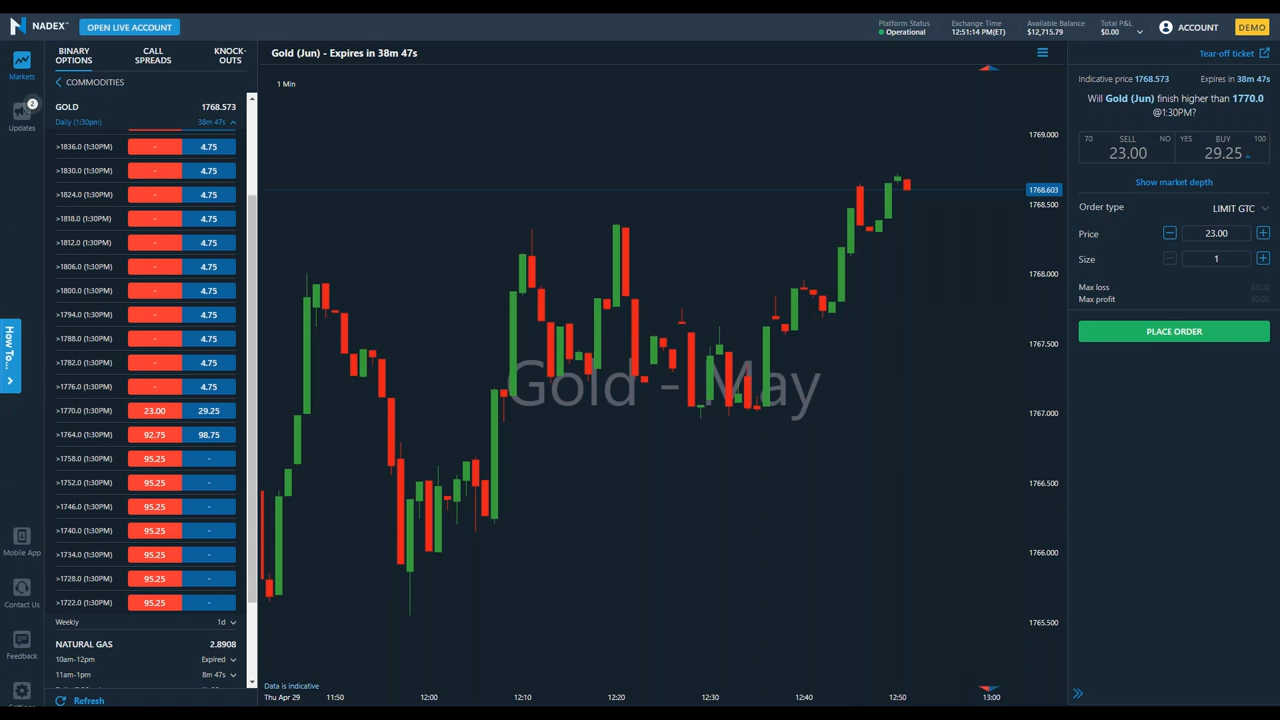 NADEX™
OPEN LIVE ACCOUNT
Platform Status
Operational
Exchange Time
12:51:14 PM(ET)
Available Balance
$12,715.79
Total P&L
$0.00
ACCOUNT
DEMO
Markets
2
Updates
How To...
Mobile App
Contact Us
Feedback
BINARY OPTIONS
CALL SPREADS
KNOCK-OUTS
COMMODITIES
GOLD 1768.573
Daily (1:30pm) 38m 47s
>1836.0 (1:30PM) - 4.75
>1830.0 (1:30PM) - 4.75
>1824.0 (1:30PM) - 4.75
>1818.0 (1:30PM) - 4.75
>1812.0 (1:30PM) - 4.75
>1806.0 (1:30PM) - 4.75
>1800.0 (1:30PM) - 4.75
>1794.0 (1:30PM) - 4.75
>1788.0 (1:30PM) - 4.75
>1782.0 (1:30PM) - 4.75
>1776.0 (1:30PM) - 4.75
>1770.0 (1:30PM) 23.00 29.25
>1764.0 (1:30PM) 92.75 98.75
>1758.0 (1:30PM) 95.25 -
>1752.0 (1:30PM) 95.25 -
>1746.0 (1:30PM) 95.25 -
>1740.0 (1:30PM) 95.25 -
>1734.0 (1:30PM) 95.25 -
>1728.0 (1:30PM) 95.25 -
>1722.0 (1:30PM) 95.25 -
Weekly 1d
NATURAL GAS 2.8908
10am-12pm Expired
11am-1pm 8m 47s
Refresh
Gold (Jun) - Expires in 38m 47s
1 Min
Gold - May
1769.000
1768.603
1768.500
1768.000
1767.500
1767.000
1766.500
1766.000
1765.500
Data is indicative
Thu Apr 29 11:50 12:00 12:10 12:20 12:30 12:40 12:50 13:00
Tear-off ticket
Indicative price 1768.573 Expires in 38m 47s
Will Gold (Jun) finish higher than 1770.0
@1:30PM?
70 SELL NO YES BUY 100
23.00 29.25
Show market depth
Order type LIMIT GTC
Price 23.00
Size 1
Max loss $0.00
Max profit $0.00
PLACE ORDER